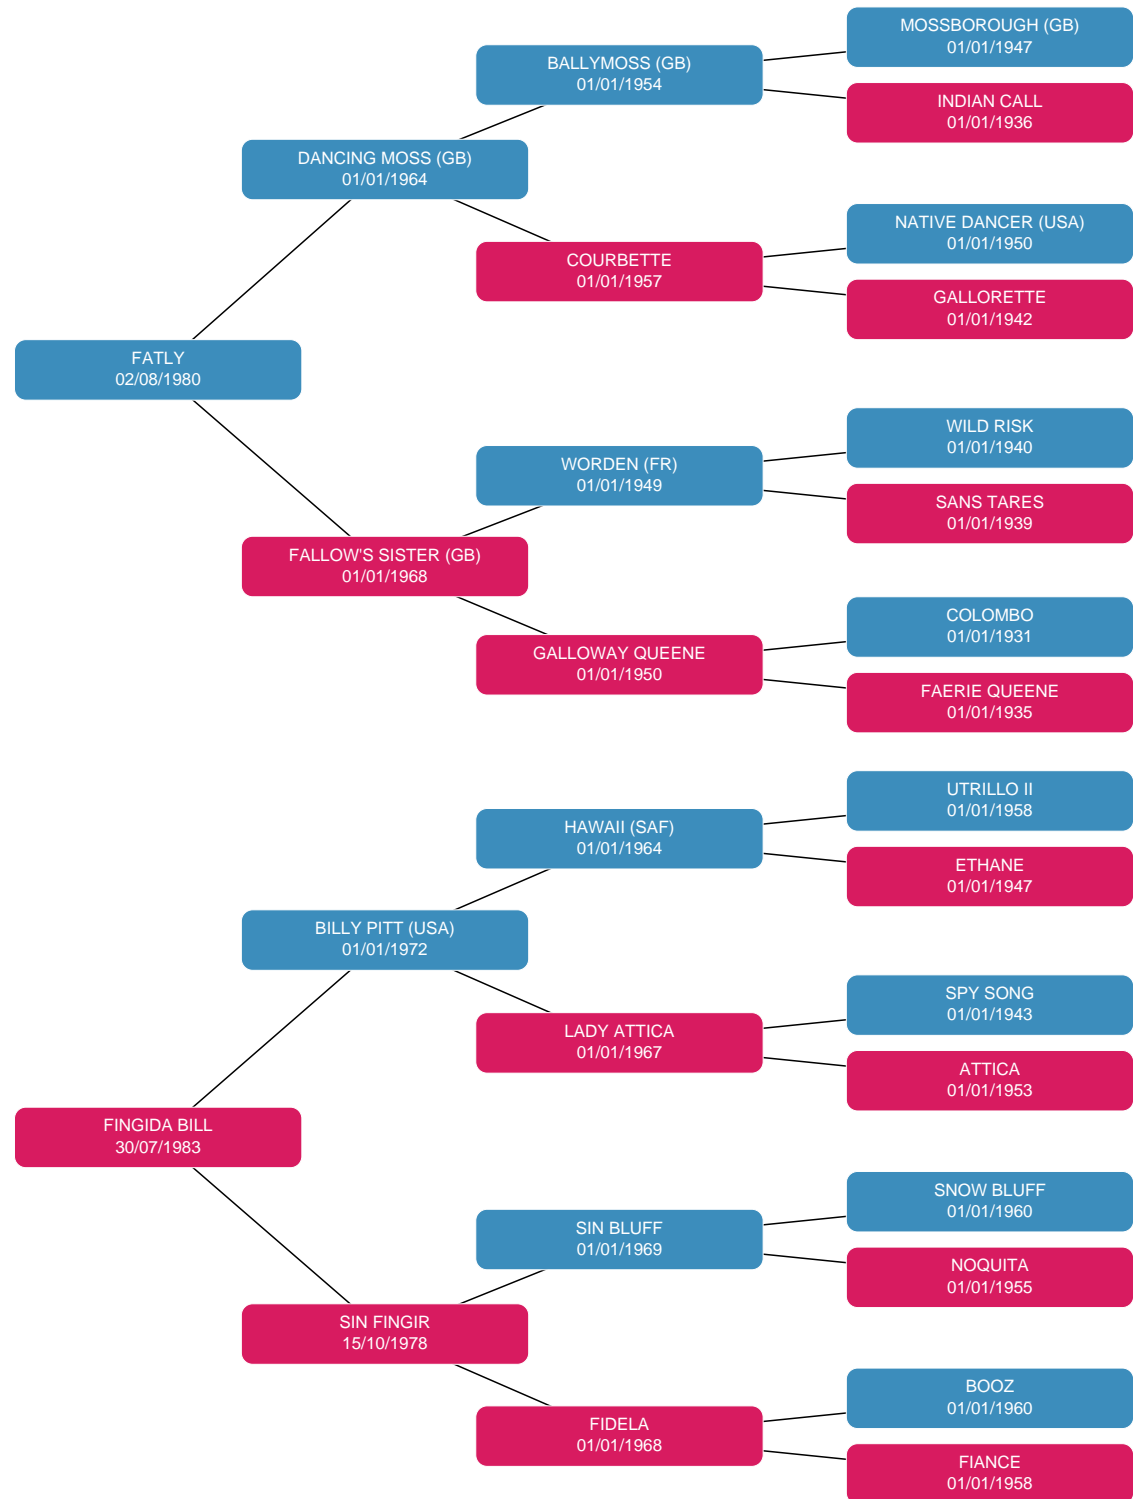 MOSSBOROUGH (GB)
01/01/1947
BALLYMOSS (GB)
01/01/1954
INDIAN CALL
01/01/1936
DANCING MOSS (GB)
01/01/1964
NATIVE DANCER (USA)
01/01/1950
COURBETTE
01/01/1957
GALLORETTE
01/01/1942
FATLY
02/08/1980
WILD RISK
01/01/1940
WORDEN (FR)
01/01/1949
SANS TARES
01/01/1939
FALLOW'S SISTER (GB)
01/01/1968
COLOMBO
01/01/1931
GALLOWAY QUEENE
01/01/1950
FAERIE QUEENE
01/01/1935
UTRILLO II
01/01/1958
HAWAII (SAF)
01/01/1964
ETHANE
01/01/1947
BILLY PITT (USA)
01/01/1972
SPY SONG
01/01/1943
LADY ATTICA
01/01/1967
ATTICA
01/01/1953
FINGIDA BILL
30/07/1983
SNOW BLUFF
01/01/1960
SIN BLUFF
01/01/1969
NOQUITA
01/01/1955
SIN FINGIR
15/10/1978
BOOZ
01/01/1960
FIDELA
01/01/1968
FIANCE
01/01/1958